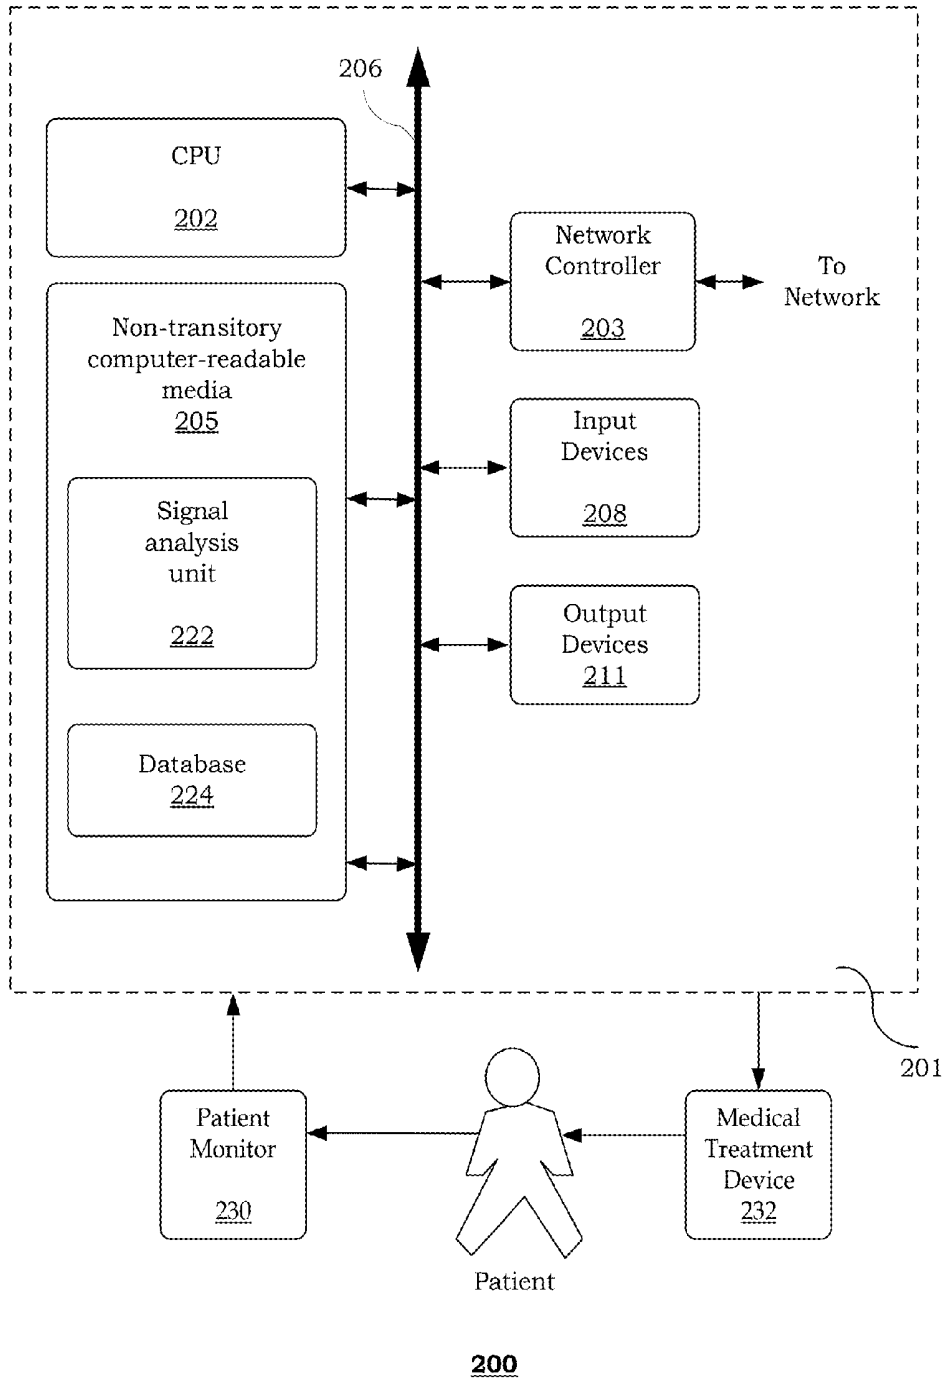 206
CPU
202
Network
Controller
203
To
Network
Non-transitory
computer-readable
media
205
Input
Devices
208
Signal
analysis
unit
222
Output
Devices
211
Database
224
201
Patient
Monitor
230
Medical
Treatment
Device
232
Patient
200